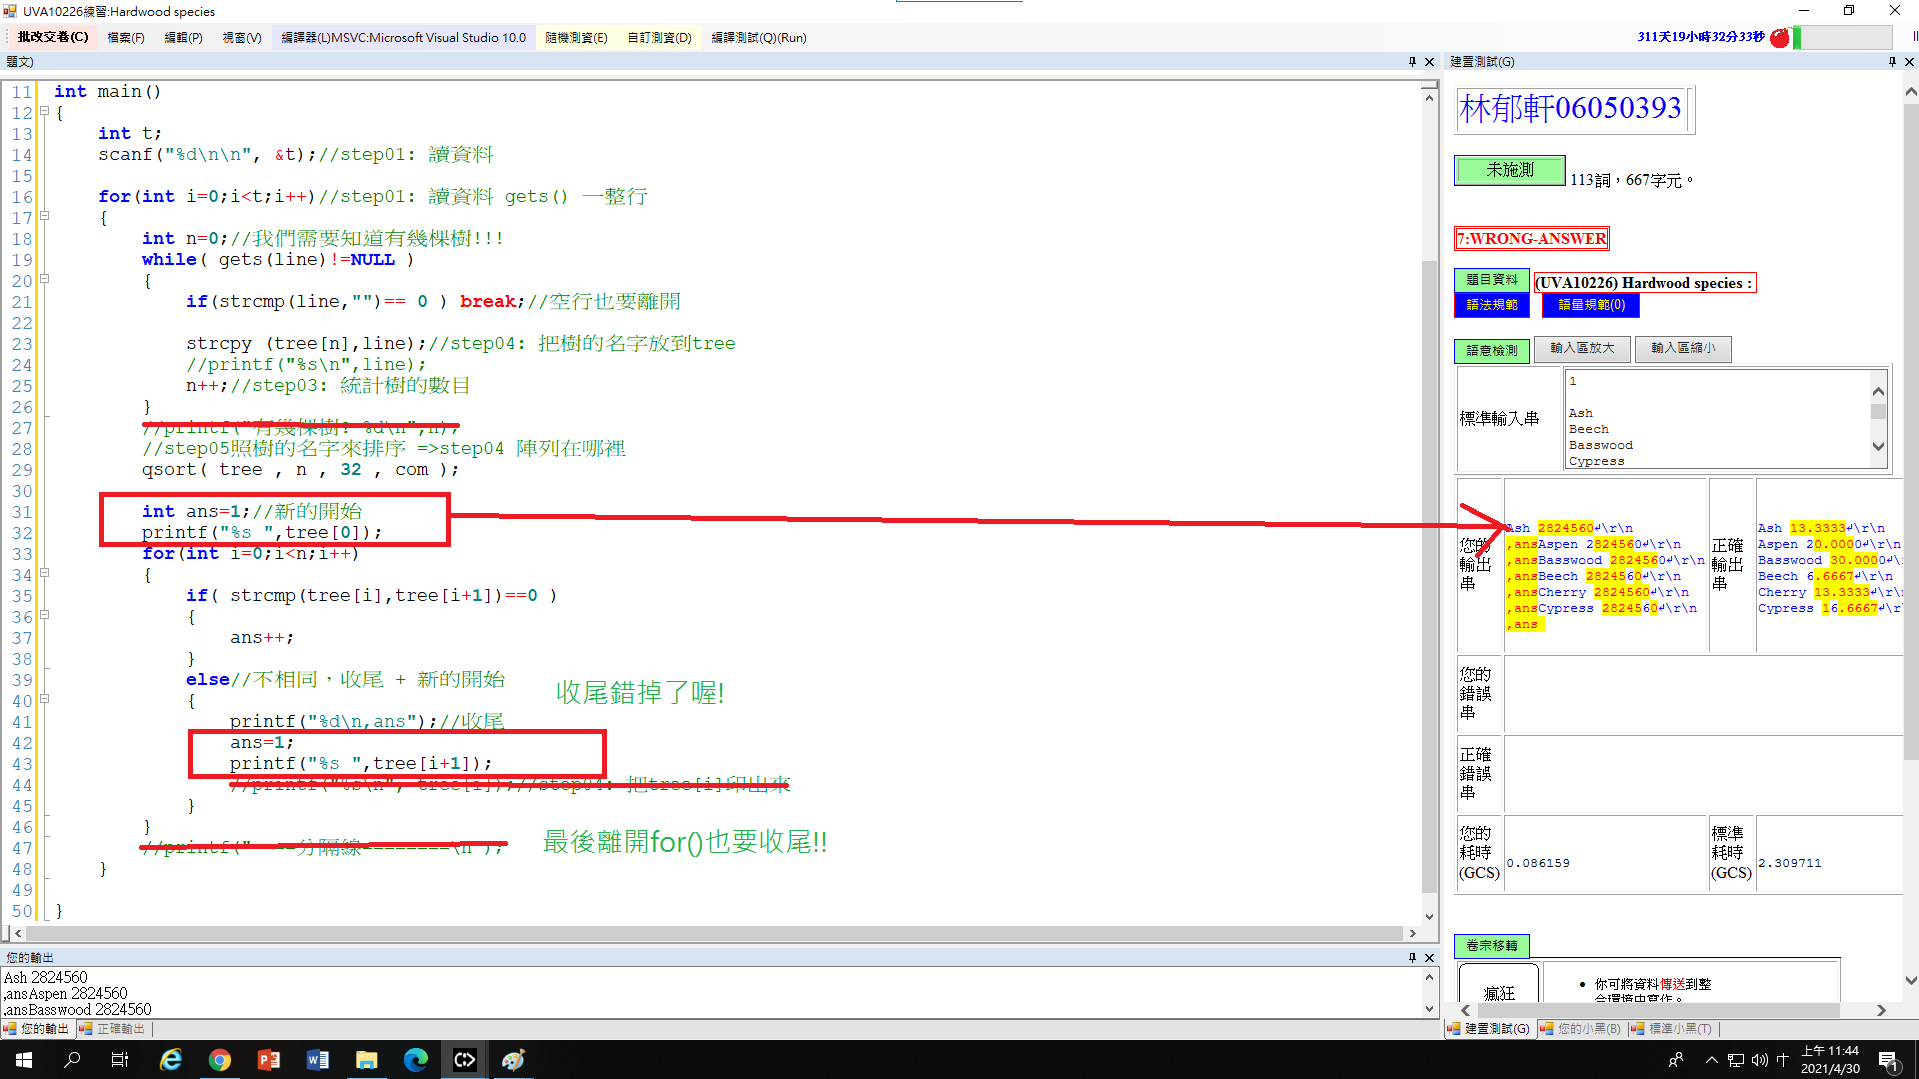 UVA10226練習:Hardwood species
批改交卷(C) 檔案(F) 編輯(P) 視窗(V) 編譯器(L)MSVC:Microsoft Visual Studio 10.0 隨機測資(E) 自訂測資(D) 編譯測試(Q)(Run)
311天19小時32分33秒
題文)
11 int main()
12 {
13 int t;
14 scanf("%d\n\n", &t);//step01: 讀資料
15
16 for(int i=0;i<t;i++)//step01: 讀資料 gets() 一整行
17 {
18 int n=0;//我們需要知道有幾棵樹!!!
19 while( gets(line)!=NULL )
20 {
21 if(strcmp(line,"")== 0 ) break;//空行也要離開
22
23 strcpy (tree[n],line);//step04: 把樹的名字放到tree
24 //printf("%s\n",line);
25 n++;//step03: 統計樹的數目
26 }
27 //printf("有幾棵樹? %d\n",n);
28 //step05照樹的名字來排序 =>step04 陣列在哪裡
29 qsort( tree , n , 32 , com );
30
31 int ans=1;//新的開始
32 printf("%s ",tree[0]);
33 for(int i=0;i<n;i++)
34 {
35 if( strcmp(tree[i],tree[i+1])==0 )
36 {
37 ans++;
38 }
39 else//不相同，收尾 + 新的開始
收尾錯掉了喔!
40 {
41 printf("%d\n,ans");//收尾
42 ans=1;
43 printf("%s ",tree[i+1]);
44 //printf("%s\n", tree[i]);//step04: 把tree[i]印出來
45 }
46 }
最後離開for()也要收尾!!
47 //printf(" 分隔線 \n");
48 }
49
50 }
您的輸出
Ash 2824560
,ansAspen 2824560
,ansBasswood 2824560
您的輸出 正確輸出
建置測試(G)
林郁軒06050393
未施測 113詞，667字元。
7:WRONG-ANSWER
題目資料 (UVA10226) Hardwood species :
語法規範 語量規範(0)
語意檢測 輸入區放大 輸入區縮小
標準輸入串
1
Ash
Beech
Basswood
Cypress
您的輸出串
Ash 2824560↲\r\n
,ansAspen 2824560↲\r\n
,ansBasswood 2824560↲\r\n
,ansBeech 2824560↲\r\n
,ansCherry 2824560↲\r\n
,ansCypress 2824560↲\r\n
,ans
正確輸出串
Ash 13.3333↲\r\n
Aspen 20.0000↲\r\n
Basswood 30.0000↲\r\n
Beech 6.6667↲\r\n
Cherry 13.3333↲\r\n
Cypress 16.6667↲\r
您的錯誤串
正確錯誤串
您的耗時(GCS) 0.086159 標準耗時(GCS) 2.309711
卷宗移轉
瘋狂
• 你可將資料傳送到整
合環境中寫作。
建置測試(G) 您的小黑(B) 標準小黑(T)
中
上午 11:44
2021/4/30
1